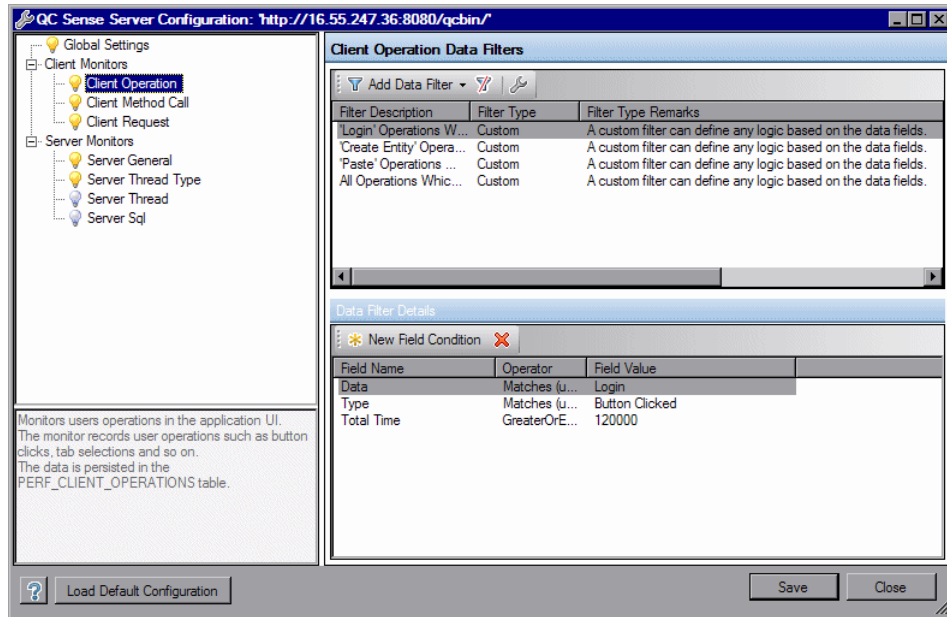 QC Sense Server Configuration: 'http://16.55.247.36:8080/qcbin/'
Global Settings
Client Monitors
Client Operation
Client Method Call
Client Request
Server Monitors
Server General
Server Thread Type
Server Thread
Server Sql
Monitors users operations in the application UI.
The monitor records user operations such as button
clicks, tab selections and so on.
The data is persisted in the
PERF_CLIENT_OPERATIONS table.
Client Operation Data Filters
Add Data Filter
Filter Description Filter Type Filter Type Remarks
'Login' Operations W... Custom A custom filter can define any logic based on the data fields.
'Create Entity' Opera... Custom A custom filter can define any logic based on the data fields.
'Paste' Operations ... Custom A custom filter can define any logic based on the data fields.
All Operations Whic... Custom A custom filter can define any logic based on the data fields.
Data Filter Details
New Field Condition
Field Name Operator Field Value
Data Matches (u... Login
Type Matches (u... Button Clicked
Total Time GreaterOrE... 120000
? Load Default Configuration Save Close